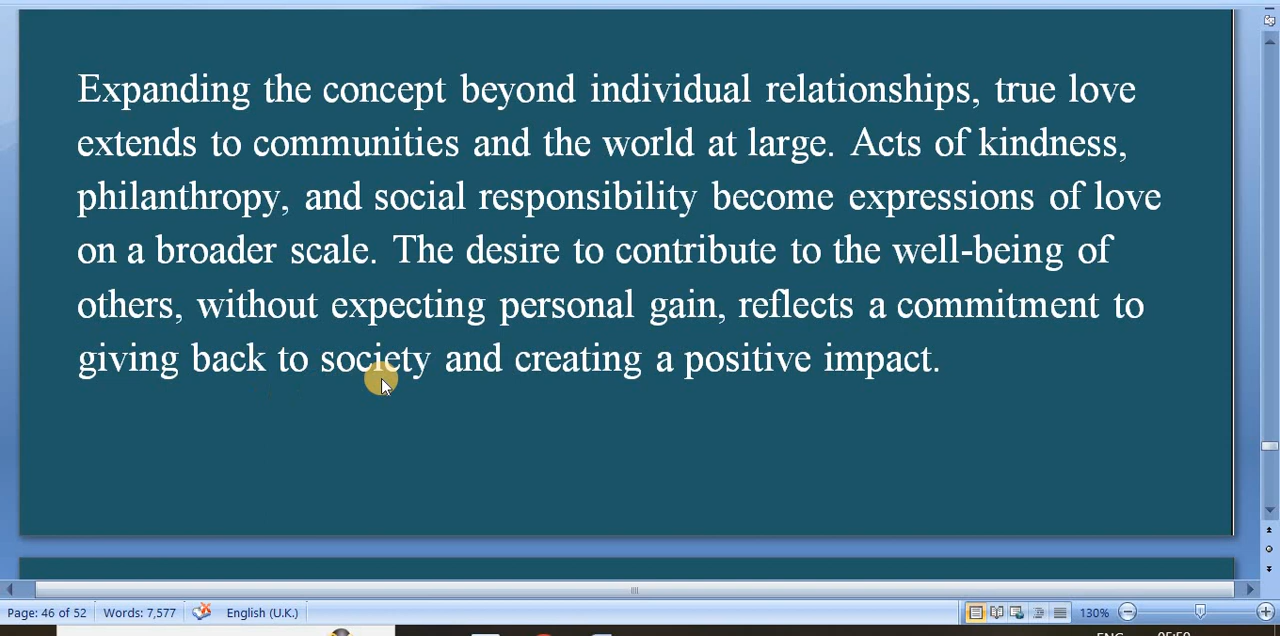 Expanding the concept beyond individual relationships, true love
extends to communities and the world at large. Acts of kindness,
philanthropy, and social responsibility become expressions of love
on a broader scale. The desire to contribute to the well-being of
others, without expecting personal gain, reflects a commitment to
giving back to society and creating a positive impact.
Page: 46 of 52 Words: 7,577 English (U.K.) 130%